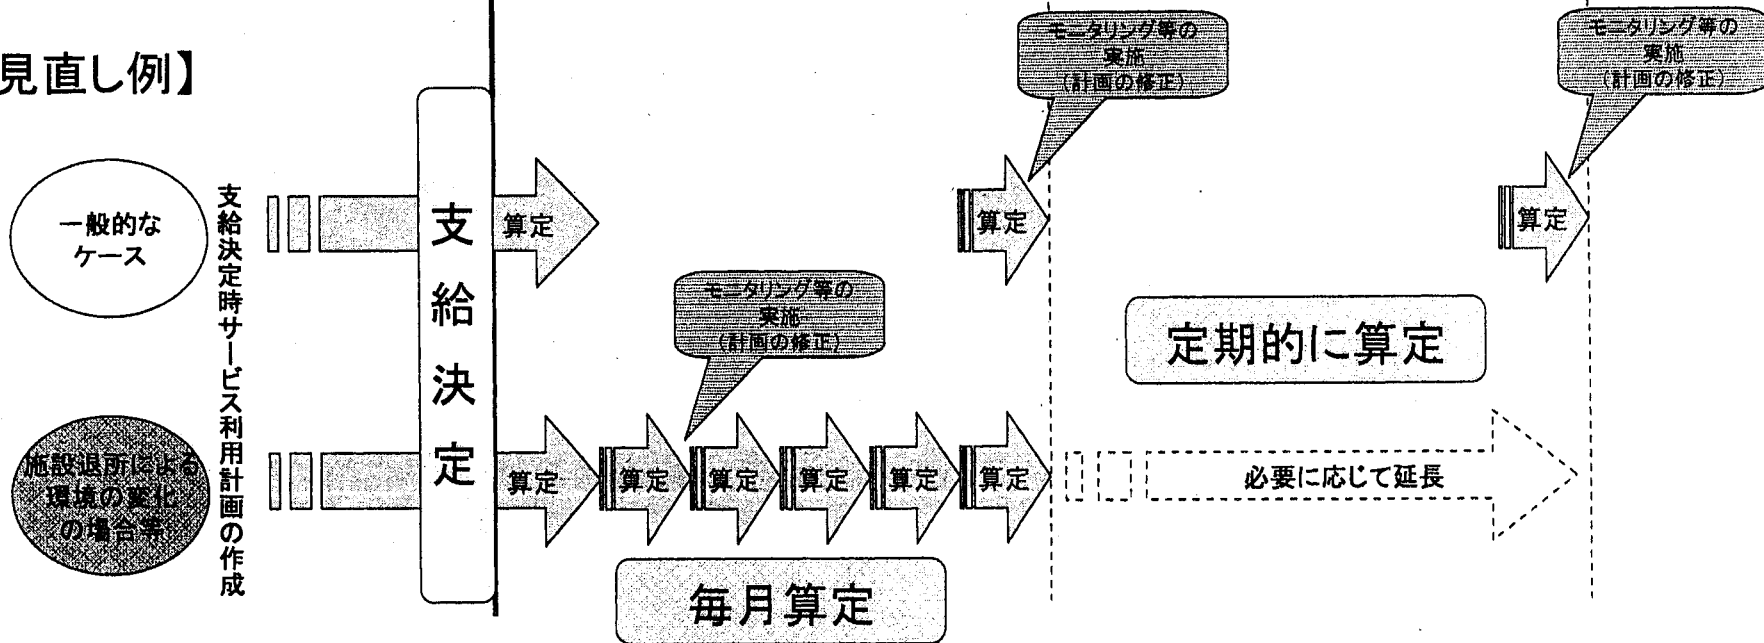 見直し例】
モニタリング等の
実施
(計画の修正)
モニタリング等の
実施
(計画の修正)
一般的な
ケース
支給決定時サービス利用計画の作成
支給決定
算定
算定
算定
モニタリング等の
実施
(計画の修正)
定期的に算定
施設退所による
環境の変化
の場合等
算定
算定
算定
算定
算定
算定
必要に応じて延長
毎月算定